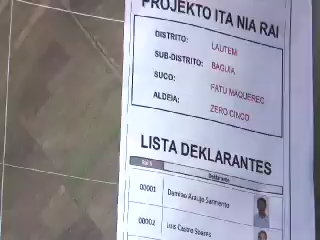 PROJEKTO ITA NIA RAI
DISTRITO: LAUTEM
SUB-DISTRITO: BAGUIA
SUCO: FATU MAQUEREC
ALDEIA: ZERO CINCO
LISTA DEKLARANTES
Deklarante
00001 Damiao Araujo Sarmento
00002 Luis Castro Soares